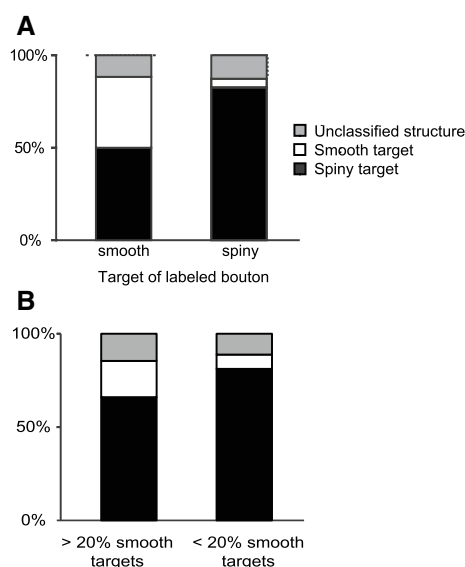 A
100%
50%
0%
smooth spiny
Target of labeled bouton
Unclassified structure
Smooth target
Spiny target
B
100%
50%
0%
> 20% smooth < 20% smooth
targets targets